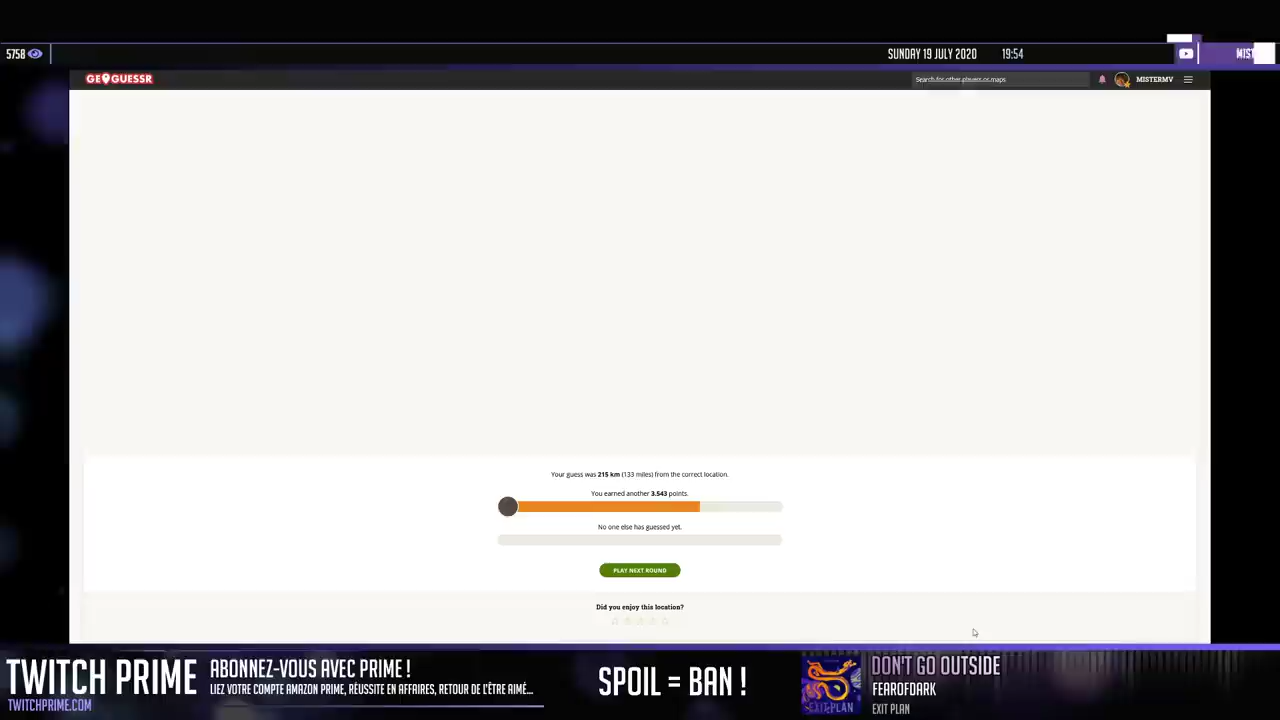 5758
SUNDAY 19 JULY 2020
19:54
GEOGUESSR
Search for other players or maps
MISTERMV
Your guess was 215 km (133 miles) from the correct location.
You earned another 3.543 points.
No one else has guessed yet.
PLAY NEXT ROUND
Did you enjoy this location?
TWITCH PRIME
TWITCHPRIME.COM
ABONNEZ-VOUS AVEC PRIME !
LIEZ VOTRE COMPTE AMAZON PRIME, RÉUSSITE EN AFFAIRES, RETOUR DE L'ÊTRE AIMÉ...
SPOIL = BAN !
EXIT PLAN
DON'T GO OUTSIDE
FEAROFDARK
EXIT PLAN